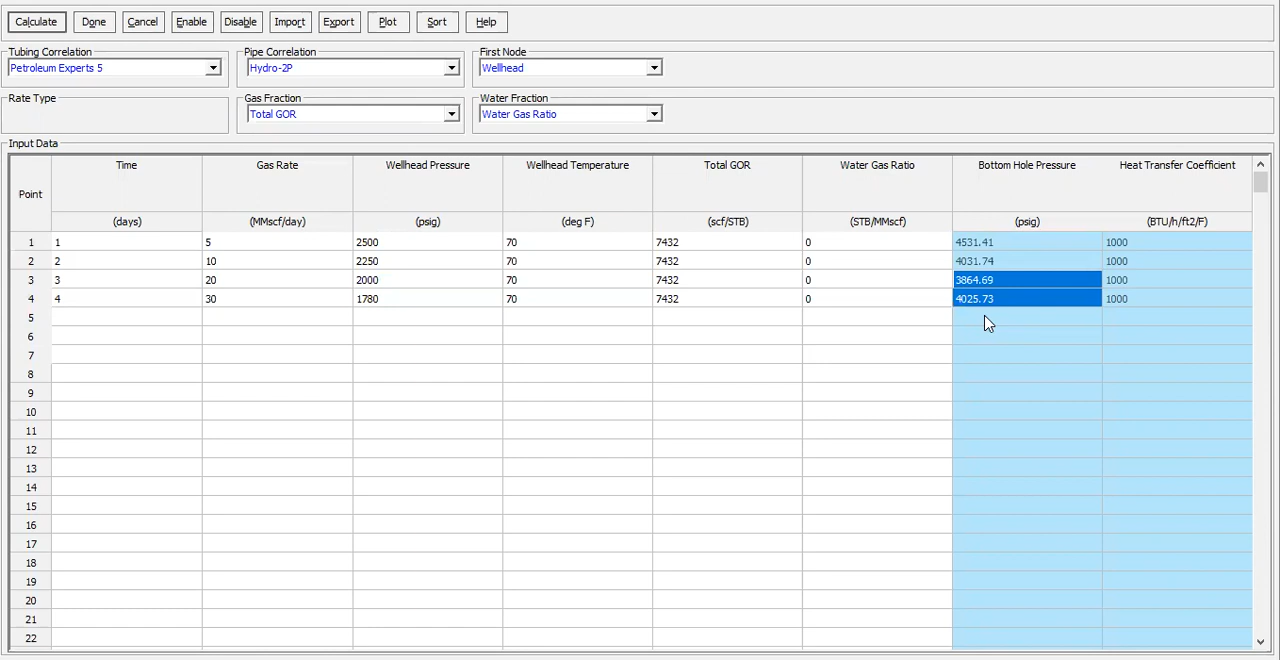 Calculate Done Cancel Enable Disable Import Export Plot Sort Help
Tubing Correlation Pipe Correlation First Node
Petroleum Experts 5 Hydro-2P Wellhead
Rate Type Gas Fraction Water Fraction
Total GOR Water Gas Ratio
Input Data
Point Time Gas Rate Wellhead Pressure Wellhead Temperature Total GOR Water Gas Ratio Bottom Hole Pressure Heat Transfer Coefficient
(days) (MMscf/day) (psig) (deg F) (scf/STB) (STB/MMscf) (psig) (BTU/h/ft2/F)
1 1 5 2500 70 7432 0 4531.41 1000
2 2 10 2250 70 7432 0 4031.74 1000
3 3 20 2000 70 7432 0 3864.69 1000
4 4 30 1780 70 7432 0 4025.73 1000
5
6
7
8
9
10
11
12
13
14
15
16
17
18
19
20
21
22